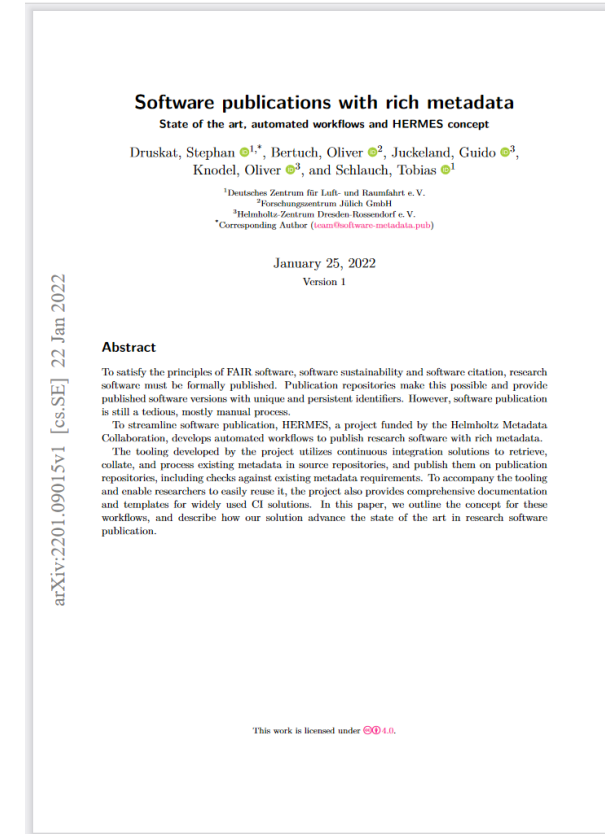 Software publications with rich metadata
State of the art, automated workflows and HERMES concept
Druskat, Stephan 1,*, Bertuch, Oliver 2, Juckeland, Guido 3,
Knodel, Oliver 3, and Schlauch, Tobias 1
1Deutsches Zentrum für Luft- und Raumfahrt e. V.
2Forschungszentrum Jülich GmbH
3Helmholtz-Zentrum Dresden-Rossendorf e. V.
*Corresponding Author (team@software-metadata.pub)
January 25, 2022
Version 1
arXiv:2201.09015v1 [cs.SE] 22 Jan 2022
Abstract
To satisfy the principles of FAIR software, software sustainability and software citation, research
software must be formally published. Publication repositories make this possible and provide
published software versions with unique and persistent identifiers. However, software publication
is still a tedious, mostly manual process.
To streamline software publication, HERMES, a project funded by the Helmholtz Metadata
Collaboration, develops automated workflows to publish research software with rich metadata.
The tooling developed by the project utilizes continuous integration solutions to retrieve,
collate, and process existing metadata in source repositories, and publish them on publication
repositories, including checks against existing metadata requirements. To accompany the tooling
and enable researchers to easily reuse it, the project also provides comprehensive documentation
and templates for widely used CI solutions. In this paper, we outline the concept for these
workflows, and describe how our solution advance the state of the art in research software
publication.
This work is licensed under 4.0.